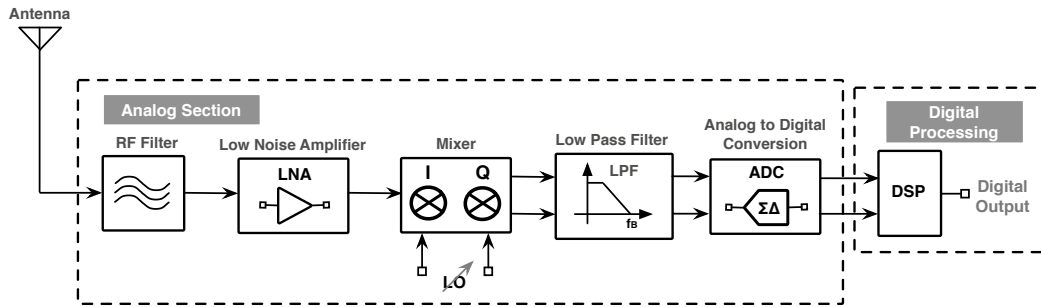 Antenna
Analog Section
Digital
Processing
RF Filter
Low Noise Amplifier
Mixer
Low Pass Filter
Analog to Digital
Conversion
LNA
I Q
LPF
ADC
ΣΔ
fB
DSP
Digital
Output
LO